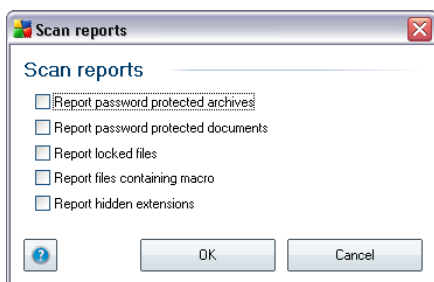 Scan reports
Scan reports
Report password protected archives
Report password protected documents
Report locked files
Report files containing macro
Report hidden extensions
?
OK
Cancel